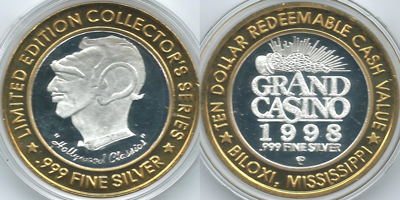 LIMITED EDITION COLLECTOR'S SERIES
"Hollywood Classics"
.999 FINE SILVER
TEN DOLLAR REDEEMABLE CASH VALUE
GRAND
CASINO
1998
.999 FINE SILVER
BILOXI, MISSISSIPPI